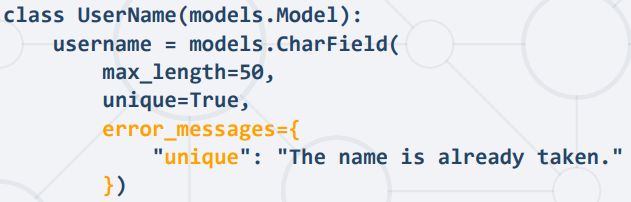 class UserName(models.Model):
    username = models.CharField(
        max_length=50,
        unique=True,
        error_messages={
            "unique": "The name is already taken."
        })